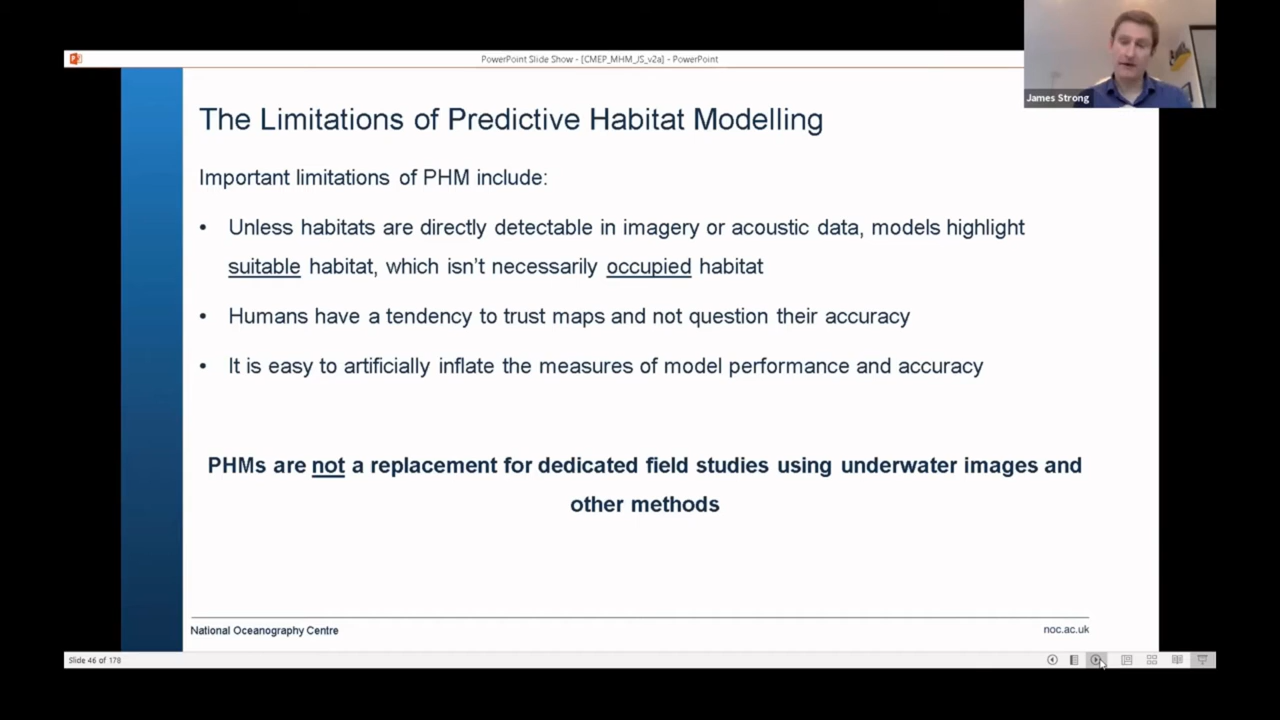 PowerPoint Slide Show - [CMEP_MHM_JS_v2a] - PowerPoint
James Strong
The Limitations of Predictive Habitat Modelling
Important limitations of PHM include:
• Unless habitats are directly detectable in imagery or acoustic data, models highlight
suitable habitat, which isn't necessarily occupied habitat
• Humans have a tendency to trust maps and not question their accuracy
• It is easy to artificially inflate the measures of model performance and accuracy
PHMs are not a replacement for dedicated field studies using underwater images and
other methods
National Oceanography Centre
noc.ac.uk
Slide 46 of 178